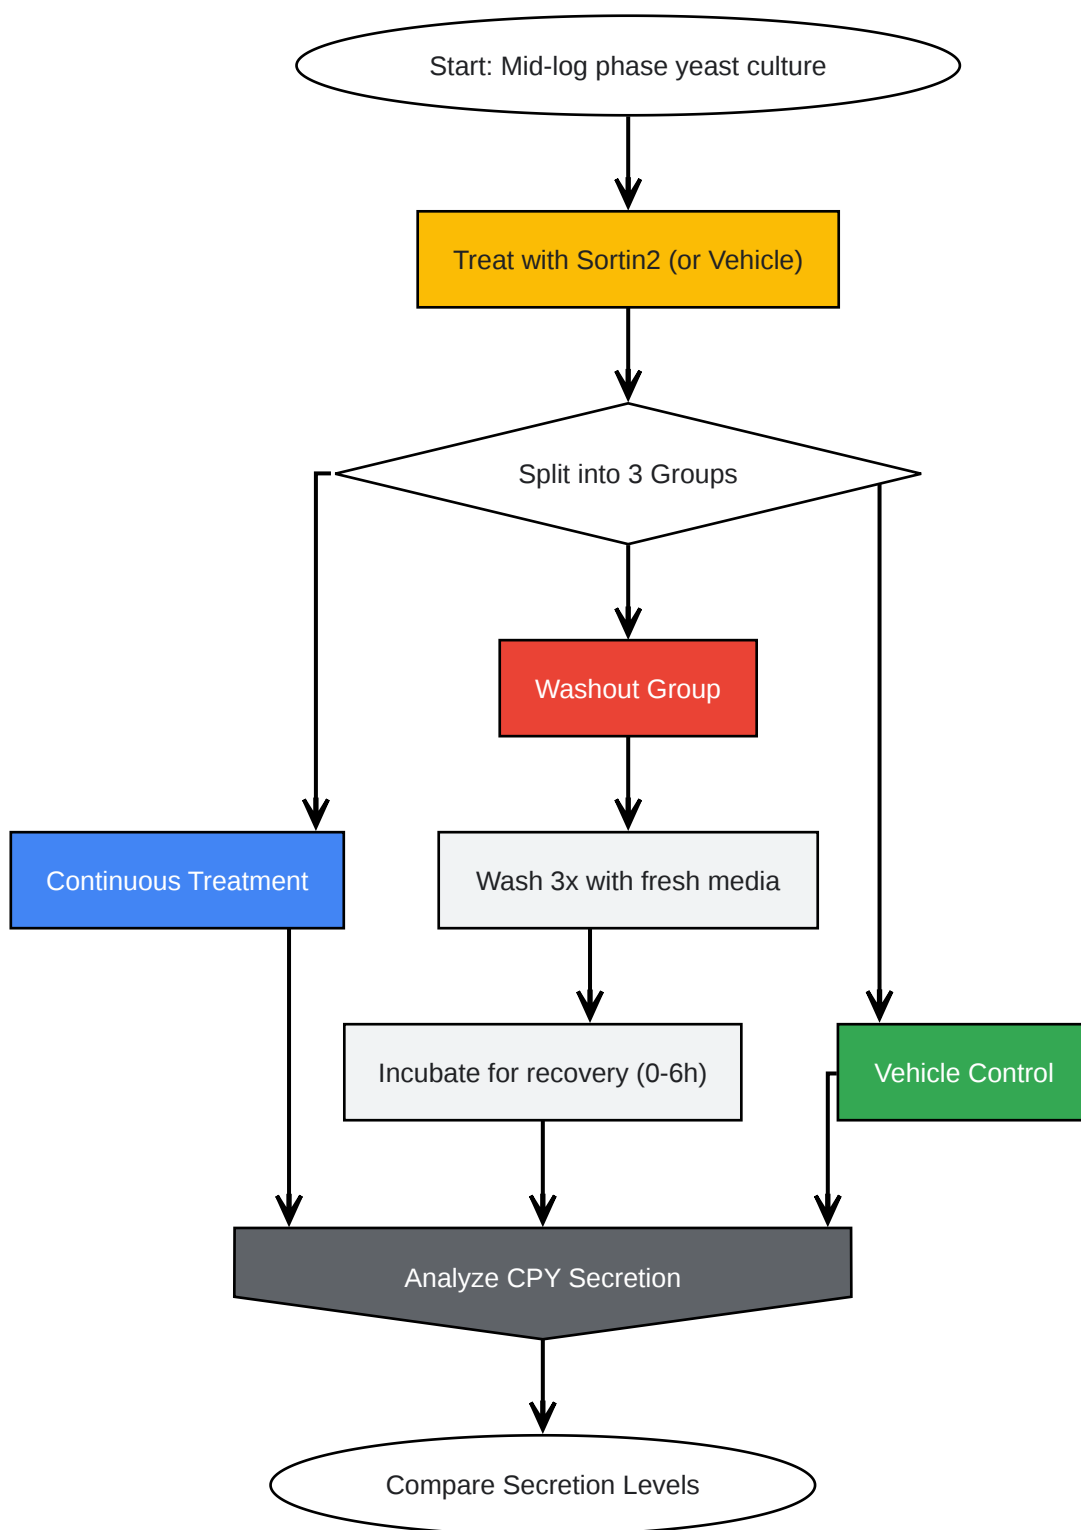 Start: Mid-log phase yeast culture
Treat with Sortin2 (or Vehicle)
Split into 3 Groups
Washout Group
Continuous Treatment
Wash 3x with fresh media
Incubate for recovery (0-6h)
Vehicle Control
Analyze CPY Secretion
Compare Secretion Levels